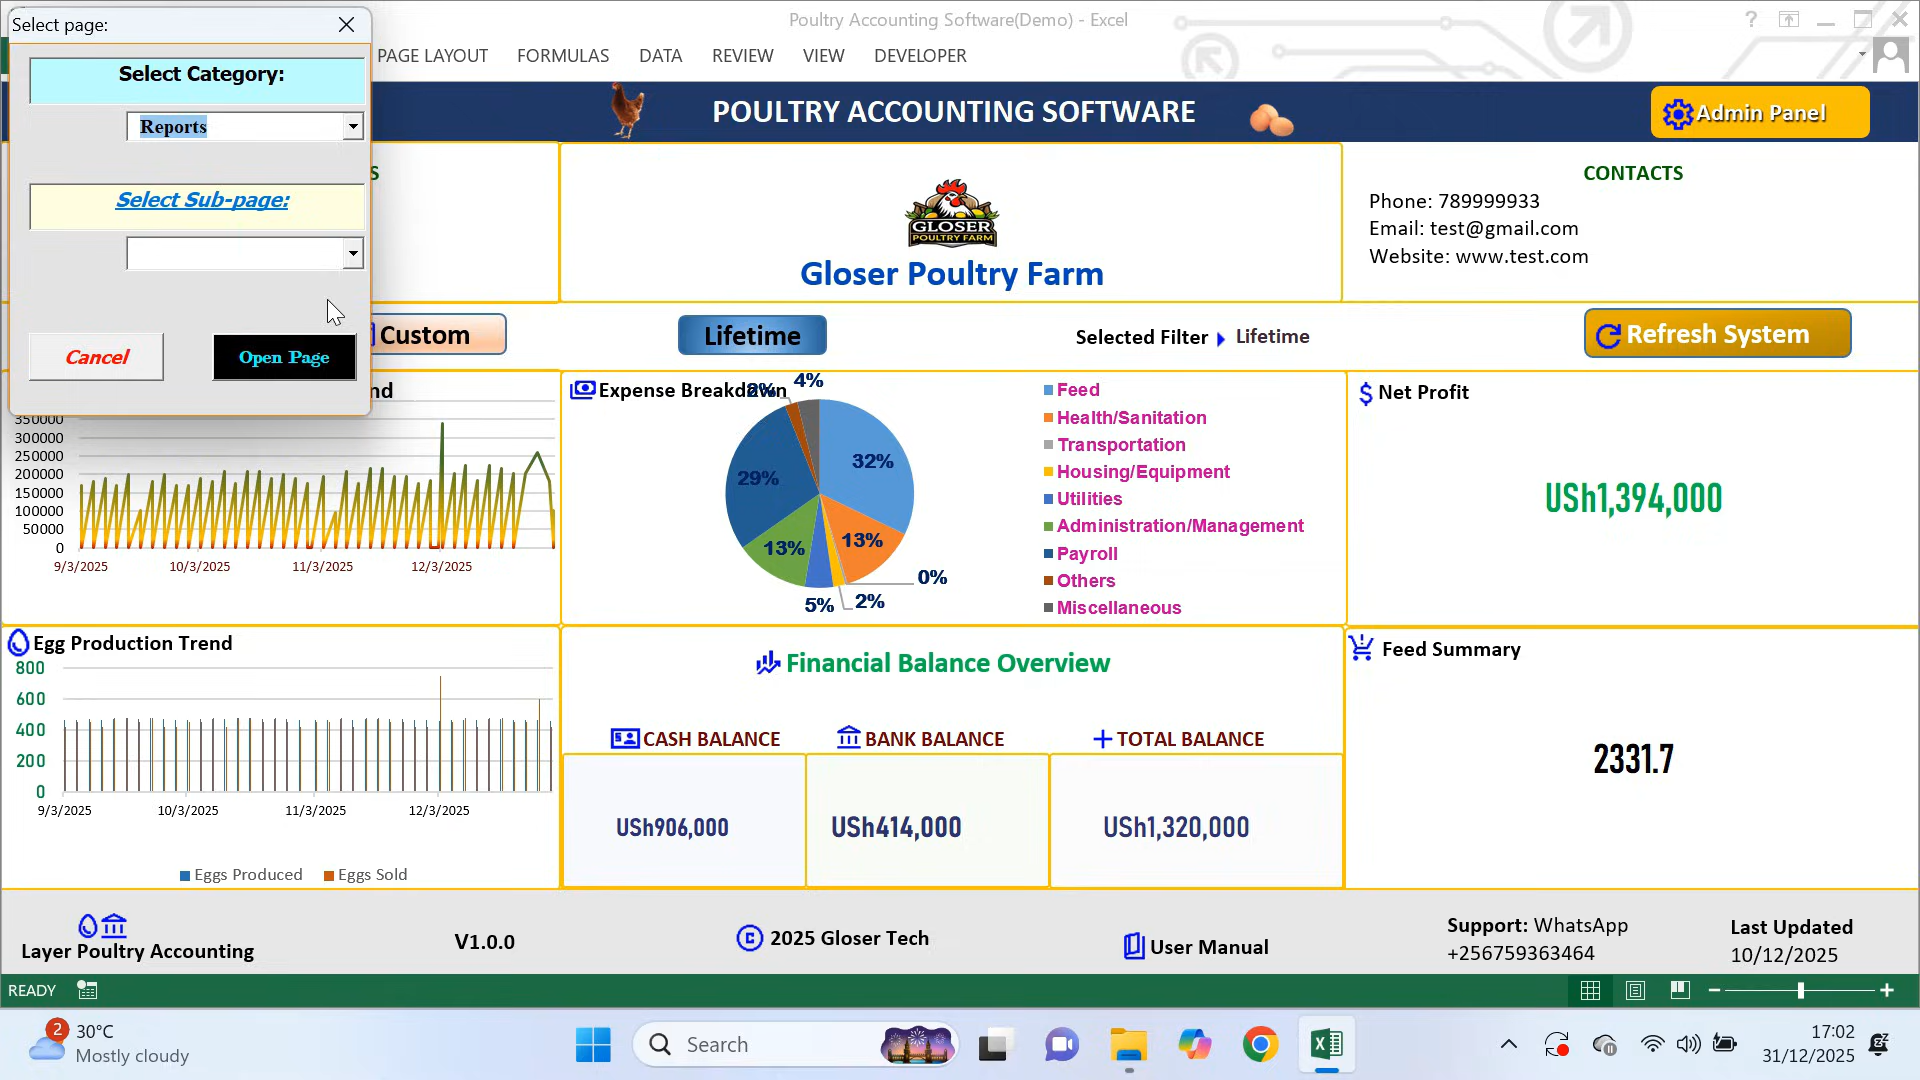 Select page:
Poultry Accounting Software(Demo) - Excel
PAGE LAYOUT FORMULAS DATA REVIEW VIEW DEVELOPER
Select Category:
Reports
Select Sub-page:
Cancel
Open Page
POULTRY ACCOUNTING SOFTWARE
Admin Panel
S
GLOSER
POULTRY FARM
Gloser Poultry Farm
CONTACTS
Phone: 789999933
Email: test@gmail.com
Website: www.test.com
Custom
Lifetime
Selected Filter Lifetime
Refresh System
nd
350000
300000
250000
200000
150000
100000
50000
0
9/3/2025 10/3/2025 11/3/2025 12/3/2025
Expense Breakdown
4%
32%
29%
13%
13%
0%
5%
2%
Feed
Health/Sanitation
Transportation
Housing/Equipment
Utilities
Administration/Management
Payroll
Others
Miscellaneous
Net Profit
USh1,394,000
Egg Production Trend
800
600
400
200
0
9/3/2025 10/3/2025 11/3/2025 12/3/2025
Eggs Produced Eggs Sold
Financial Balance Overview
CASH BALANCE BANK BALANCE TOTAL BALANCE
USh906,000 USh414,000 USh1,320,000
Feed Summary
2331.7
Layer Poultry Accounting
V1.0.0
2025 Gloser Tech
User Manual
Support: WhatsApp
+256759363464
Last Updated
10/12/2025
READY
2
30°C
Mostly cloudy
Search
17:02
31/12/2025